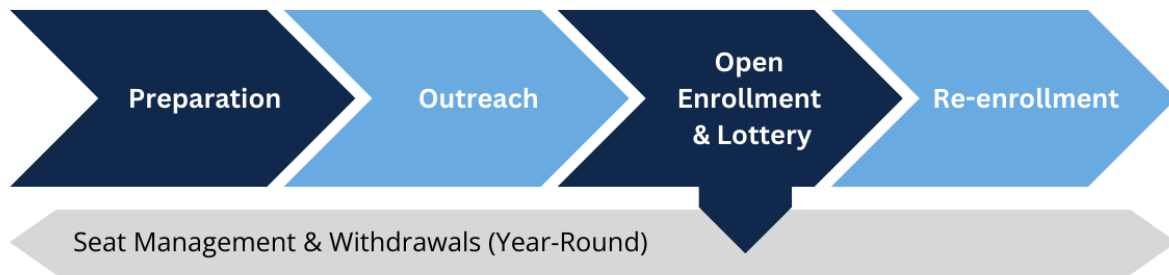 Preparation
Outreach
Open
Enrollment
& Lottery
Re-enrollment
Seat Management & Withdrawals (Year-Round)